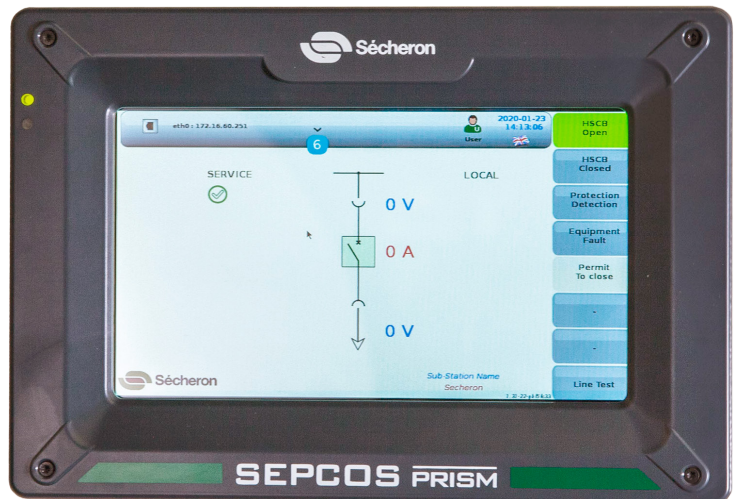 Sécheron
eth0 : 172.16.60.251
6
User
2020-01-23
14:13:06
HSCB
Open
HSCB
Closed
Protection
Detection
Equipment
Fault
Permit
To close
-
-
Line Test
SERVICE
LOCAL
0 V
0 A
0 V
Sécheron
Sub-Station Name
Secheron
SEPCOS PRISM